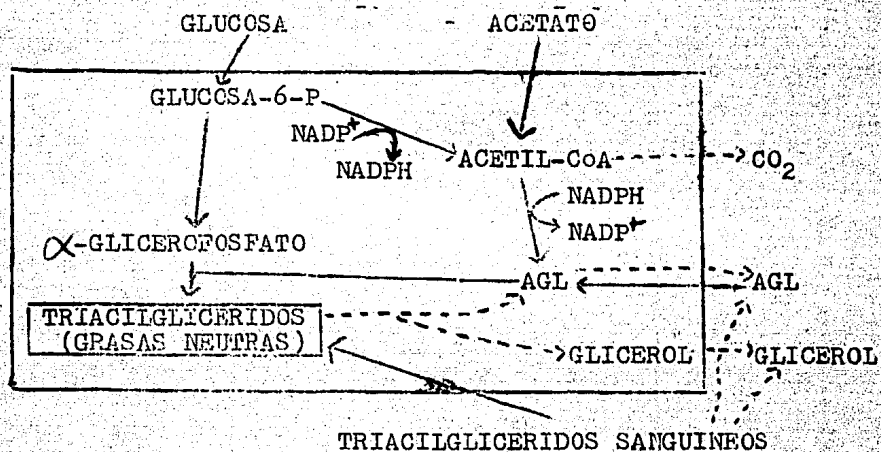 GLUCOSA ACETATO
GLUCOSA-6-P
NADP+
NADPH
ACETIL-CoA
CO2
NADPH
NADP+
α-GLICEROFOSFATO
AGL AGL
TRIACILGLICERIDOS
(GRASAS NEUTRAS)
GLICEROL GLICEROL
TRIACILGLICERIDOS SANGUINEOS